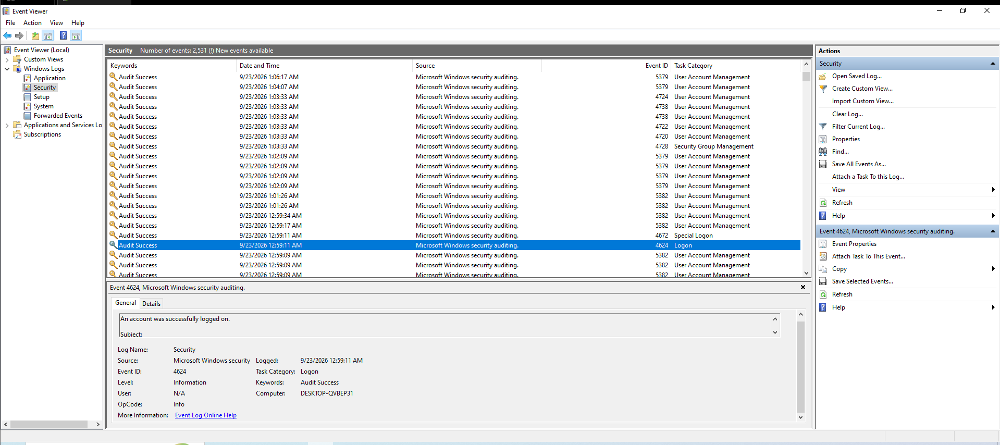 Event Viewer
File Action View Help
Event Viewer (Local)
Custom Views
Windows Logs
Application
Security
Setup
System
Forwarded Events
Applications and Services Lo
Subscriptions
Security Number of events: 2,531 (!) New events available
Keywords Date and Time Source Event ID Task Category
Audit Success 9/23/2026 1:06:17 AM Microsoft Windows security auditing. 5379 User Account Management
Audit Success 9/23/2026 1:04:07 AM Microsoft Windows security auditing. 5379 User Account Management
Audit Success 9/23/2026 1:03:33 AM Microsoft Windows security auditing. 4724 User Account Management
Audit Success 9/23/2026 1:03:33 AM Microsoft Windows security auditing. 4738 User Account Management
Audit Success 9/23/2026 1:03:33 AM Microsoft Windows security auditing. 4738 User Account Management
Audit Success 9/23/2026 1:03:33 AM Microsoft Windows security auditing. 4722 User Account Management
Audit Success 9/23/2026 1:03:33 AM Microsoft Windows security auditing. 4720 User Account Management
Audit Success 9/23/2026 1:03:33 AM Microsoft Windows security auditing. 4728 Security Group Management
Audit Success 9/23/2026 1:02:09 AM Microsoft Windows security auditing. 5379 User Account Management
Audit Success 9/23/2026 1:02:09 AM Microsoft Windows security auditing. 5379 User Account Management
Audit Success 9/23/2026 1:02:09 AM Microsoft Windows security auditing. 5379 User Account Management
Audit Success 9/23/2026 1:02:09 AM Microsoft Windows security auditing. 5379 User Account Management
Audit Success 9/23/2026 1:01:26 AM Microsoft Windows security auditing. 5382 User Account Management
Audit Success 9/23/2026 1:01:26 AM Microsoft Windows security auditing. 5382 User Account Management
Audit Success 9/23/2026 12:59:34 AM Microsoft Windows security auditing. 5382 User Account Management
Audit Success 9/23/2026 12:59:17 AM Microsoft Windows security auditing. 5382 User Account Management
Audit Success 9/23/2026 12:59:11 AM Microsoft Windows security auditing. 4672 Special Logon
Audit Success 9/23/2026 12:59:11 AM Microsoft Windows security auditing. 4624 Logon
Audit Success 9/23/2026 12:59:09 AM Microsoft Windows security auditing. 5382 User Account Management
Audit Success 9/23/2026 12:59:09 AM Microsoft Windows security auditing. 5382 User Account Management
Audit Success 9/23/2026 12:59:09 AM Microsoft Windows security auditing. 5382 User Account Management
Event 4624, Microsoft Windows security auditing.
General Details
An account was successfully logged on.
Subject:
Log Name: Security
Source: Microsoft Windows security Logged: 9/23/2026 12:59:11 AM
Event ID: 4624 Task Category: Logon
Level: Information Keywords: Audit Success
User: N/A Computer: DESKTOP-QVBEP31
OpCode: Info
More Information: Event Log Online Help
Actions
Security
Open Saved Log...
Create Custom View...
Import Custom View...
Clear Log...
Filter Current Log...
Properties
Find...
Save All Events As...
Attach a Task To this Log...
View
Refresh
Help
Event 4624, Microsoft Windows security auditing.
Event Properties
Attach Task To This Event...
Copy
Save Selected Events...
Refresh
Help